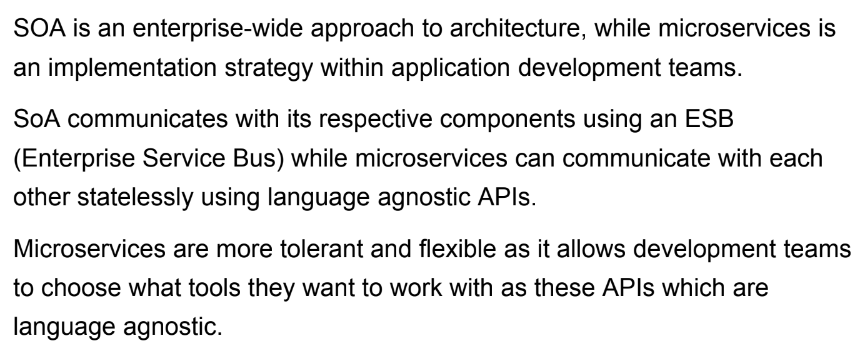 SOA is an enterprise-wide approach to architecture, while microservices is
an implementation strategy within application development teams.
SoA communicates with its respective components using an ESB
(Enterprise Service Bus) while microservices can communicate with each
other statelessly using language agnostic APIs.
Microservices are more tolerant and flexible as it allows development teams
to choose what tools they want to work with as these APIs which are
language agnostic.